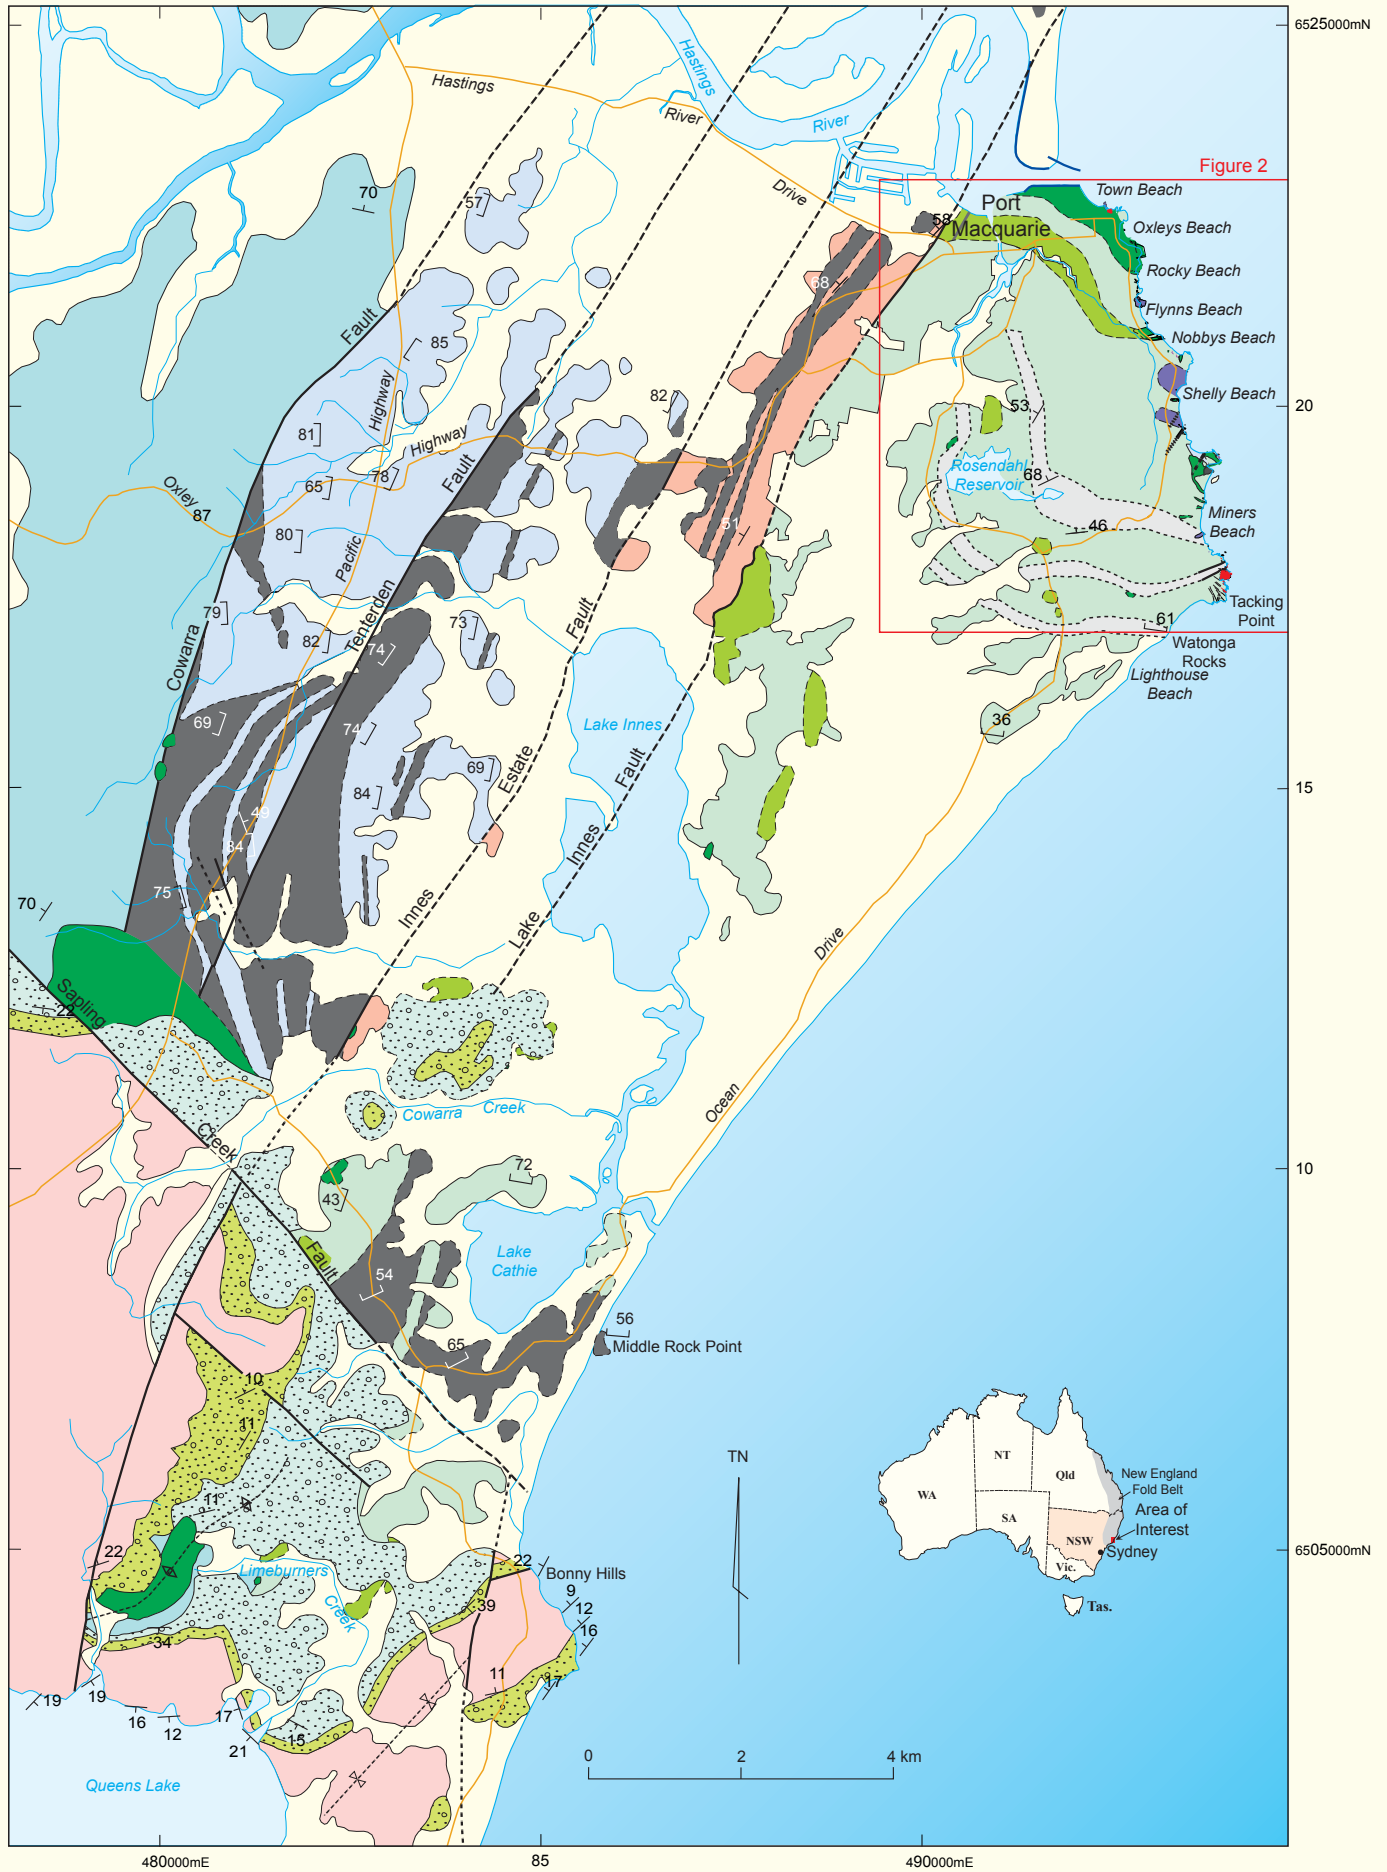 6525000mN
Hastings
Hastings
River
River
Figure 2
Drive
70
57
Town Beach
Port
Macquarie
58
Oxleys Beach
Rocky Beach
68
Flynns Beach
Fault
85
Nobbys Beach
Highway
82
Shelly Beach
53
20
81
Highway
Fault
78
65
Rosendahl
Reservoir
68
Oxley
87
51
46
Miners
Beach
80
Pacific
Tenterden
Fault
79
73
Tacking
Point
82
74
61
Watonga
Rocks
Cowarra
Lighthouse
Beach
69
74
Lake Innes
36
Estate
Fault
69
84
15
49
84
Innes
75
Innes
70
Lake
Drive
Sapling
22
Ocean
Cowarra
Creek
Creek
72
10
43
Fault
Lake
Cathie
54
56
65
Middle Rock Point
10
11
TN
NT
Qld
New England
Fold Belt
WA
SA
Area of
Interest
NSW
Sydney
Vic.
Tas.
11
22
Limeburners
Creek
22
Bonny Hills
6505000mN
9
39
12
16
34
11
17
19
19
16
12
17
15
21
0
2
4 km
Queens Lake
480000mE
85
490000mE